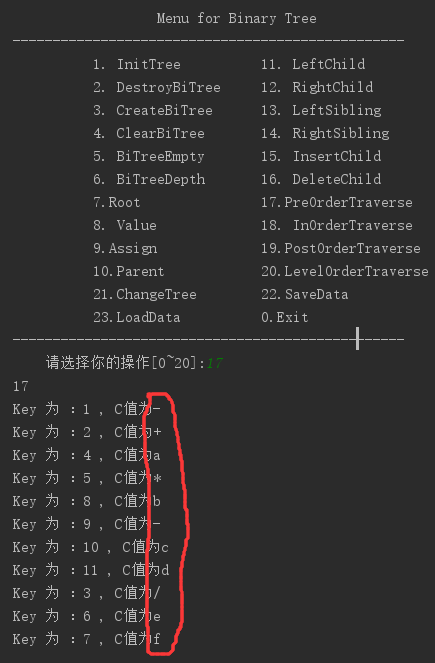 Menu for Binary Tree
-------------------------------------------------
1. InitTree 11. LeftChild
2. DestroyBiTree 12. RightChild
3. CreateBiTree 13. LeftSibling
4. ClearBiTree 14. RightSibling
5. BiTreeEmpty 15. InsertChild
6. BiTreeDepth 16. DeleteChild
7.Root 17.PreOrderTraverse
8. Value 18. InOrderTraverse
9.Assign 19.PostOrderTraverse
10.Parent 20.LevelOrderTraverse
21.ChangeTree 22.SaveData
23.LoadData 0.Exit
-------------------------------------------------
请选择你的操作[0~20]:17
17
Key 为 :1 , C值为-
Key 为 :2 , C值为+
Key 为 :4 , C值为a
Key 为 :5 , C值为*
Key 为 :8 , C值为b
Key 为 :9 , C值为-
Key 为 :10 , C值为c
Key 为 :11 , C值为d
Key 为 :3 , C值为/
Key 为 :6 , C值为e
Key 为 :7 , C值为f